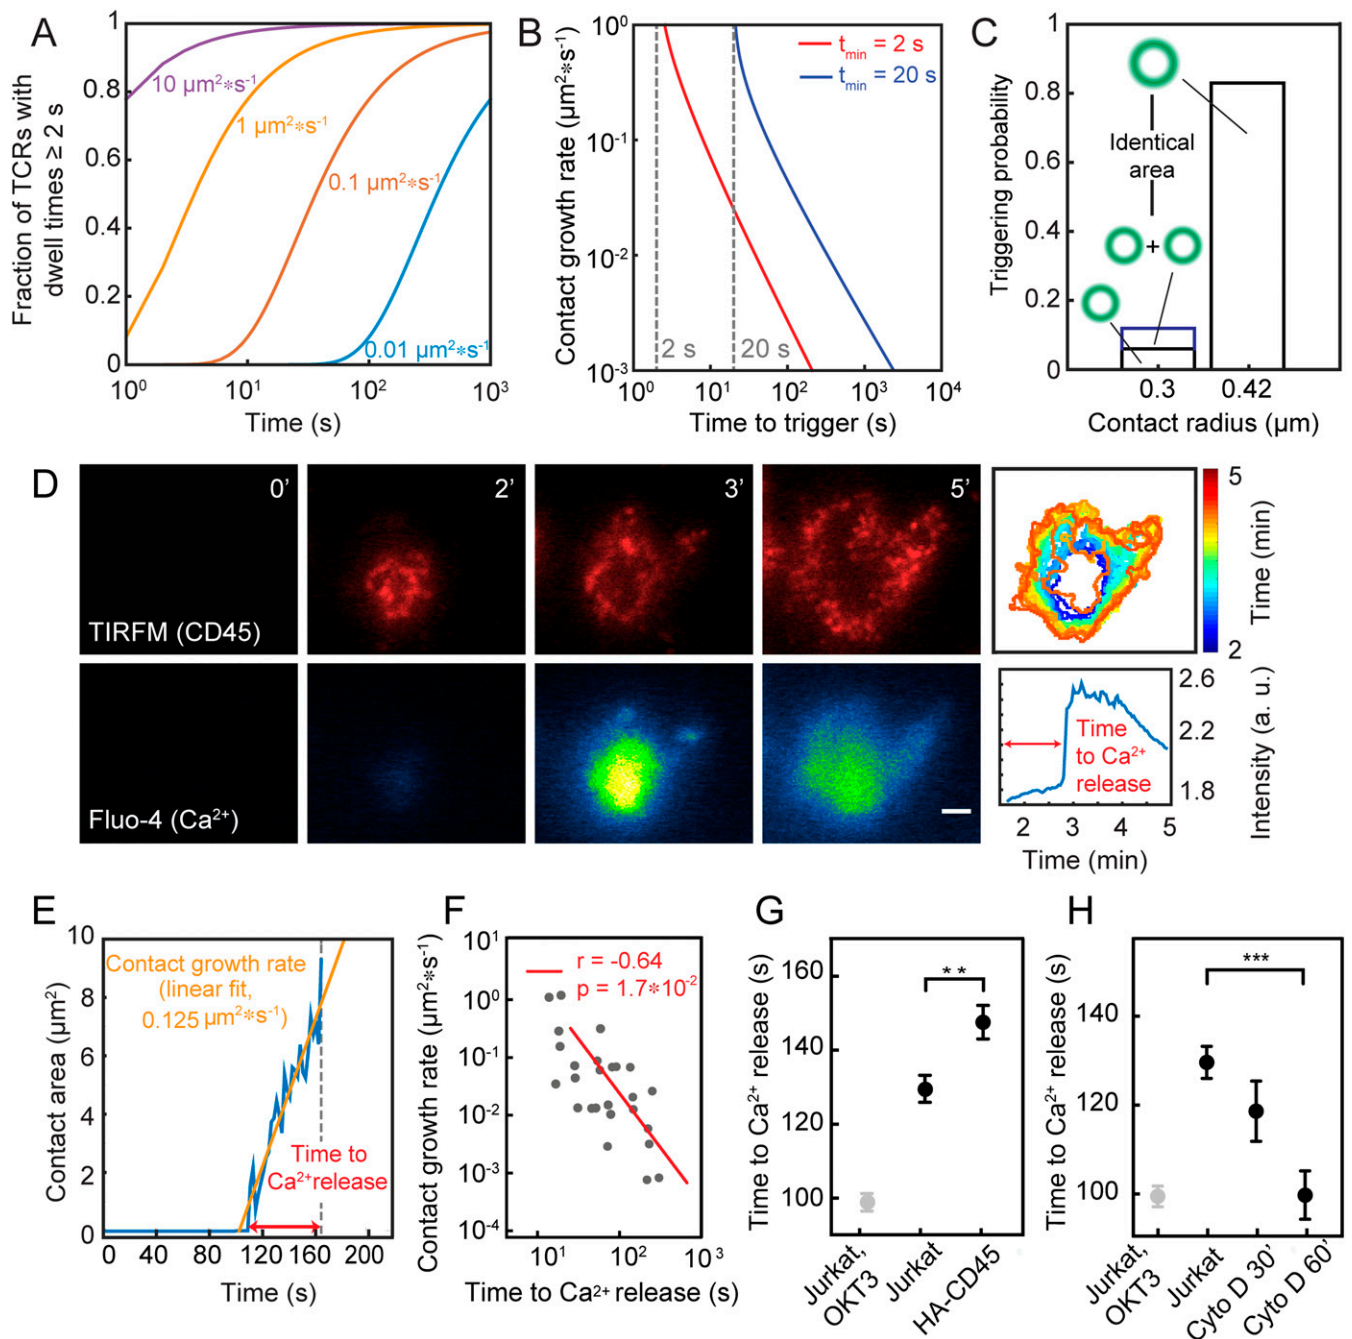 A
Fraction of TCRs with
dwell times ≥ 2 s
1
0.8
0.6
0.4
0.2
0
10 µm²*s⁻¹
1 µm²*s⁻¹
0.1 µm²*s⁻¹
0.01 µm²*s⁻¹
10⁰ 10¹ 10² 10³
Time (s)
B
Contact growth rate (µm²*s⁻¹)
10⁰
10⁻¹
10⁻²
10⁻³
t_min = 2 s
t_min = 20 s
2 s
20 s
10⁰ 10¹ 10² 10³ 10⁴
Time to trigger (s)
C
Triggering probability
1
0.8
0.6
0.4
0.2
0
Identical
area
+
0.3 0.42
Contact radius (µm)
D
0’ 2’ 3’ 5’
TIRFM (CD45)
Fluo-4 (Ca²⁺)
5
Time (min)
2
2.6
2.2
1.8
Intensity (a. u.)
Time
to Ca²⁺
release
2 3 4 5
Time (min)
E
Contact area (µm²)
10
8
6
4
2
0
Contact growth rate
(linear fit,
0.125 µm²*s⁻¹)
Time to
Ca²⁺release
0 40 80 120 160 200
Time (s)
F
Contact growth rate (µm²*s⁻¹)
10¹
10⁰
10⁻¹
10⁻²
10⁻³
10⁻⁴
r = -0.64
p = 1.7*10⁻²
10¹ 10² 10³
Time to Ca²⁺ release (s)
G
Time to Ca²⁺ release (s)
160
140
120
100
**
Jurkat,
OKT3
Jurkat
HA-CD45
H
Time to Ca²⁺ release (s)
140
120
100
***
Jurkat,
OKT3
Jurkat
Cyto D 30’
Cyto D 60’